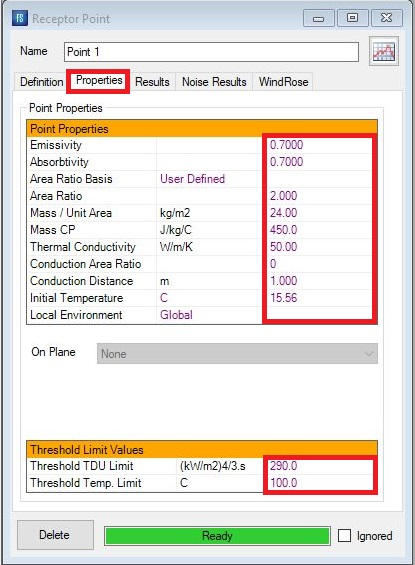 FS Receptor Point
Name Point 1
Definition Properties Results Noise Results WindRose
Point Properties
Point Properties
Emissivity 0.7000
Absorbtivity 0.7000
Area Ratio Basis User Defined
Area Ratio 2.000
Mass / Unit Area kg/m2 24.00
Mass CP J/kg/C 450.0
Thermal Conductivity W/m/K 50.00
Conduction Area Ratio 0
Conduction Distance m 1.000
Initial Temperature C 15.56
Local Environment Global
On Plane None
Threshold Limit Values
Threshold TDU Limit (kW/m2)4/3.s 290.0
Threshold Temp. Limit C 100.0
Delete Ready Ignored